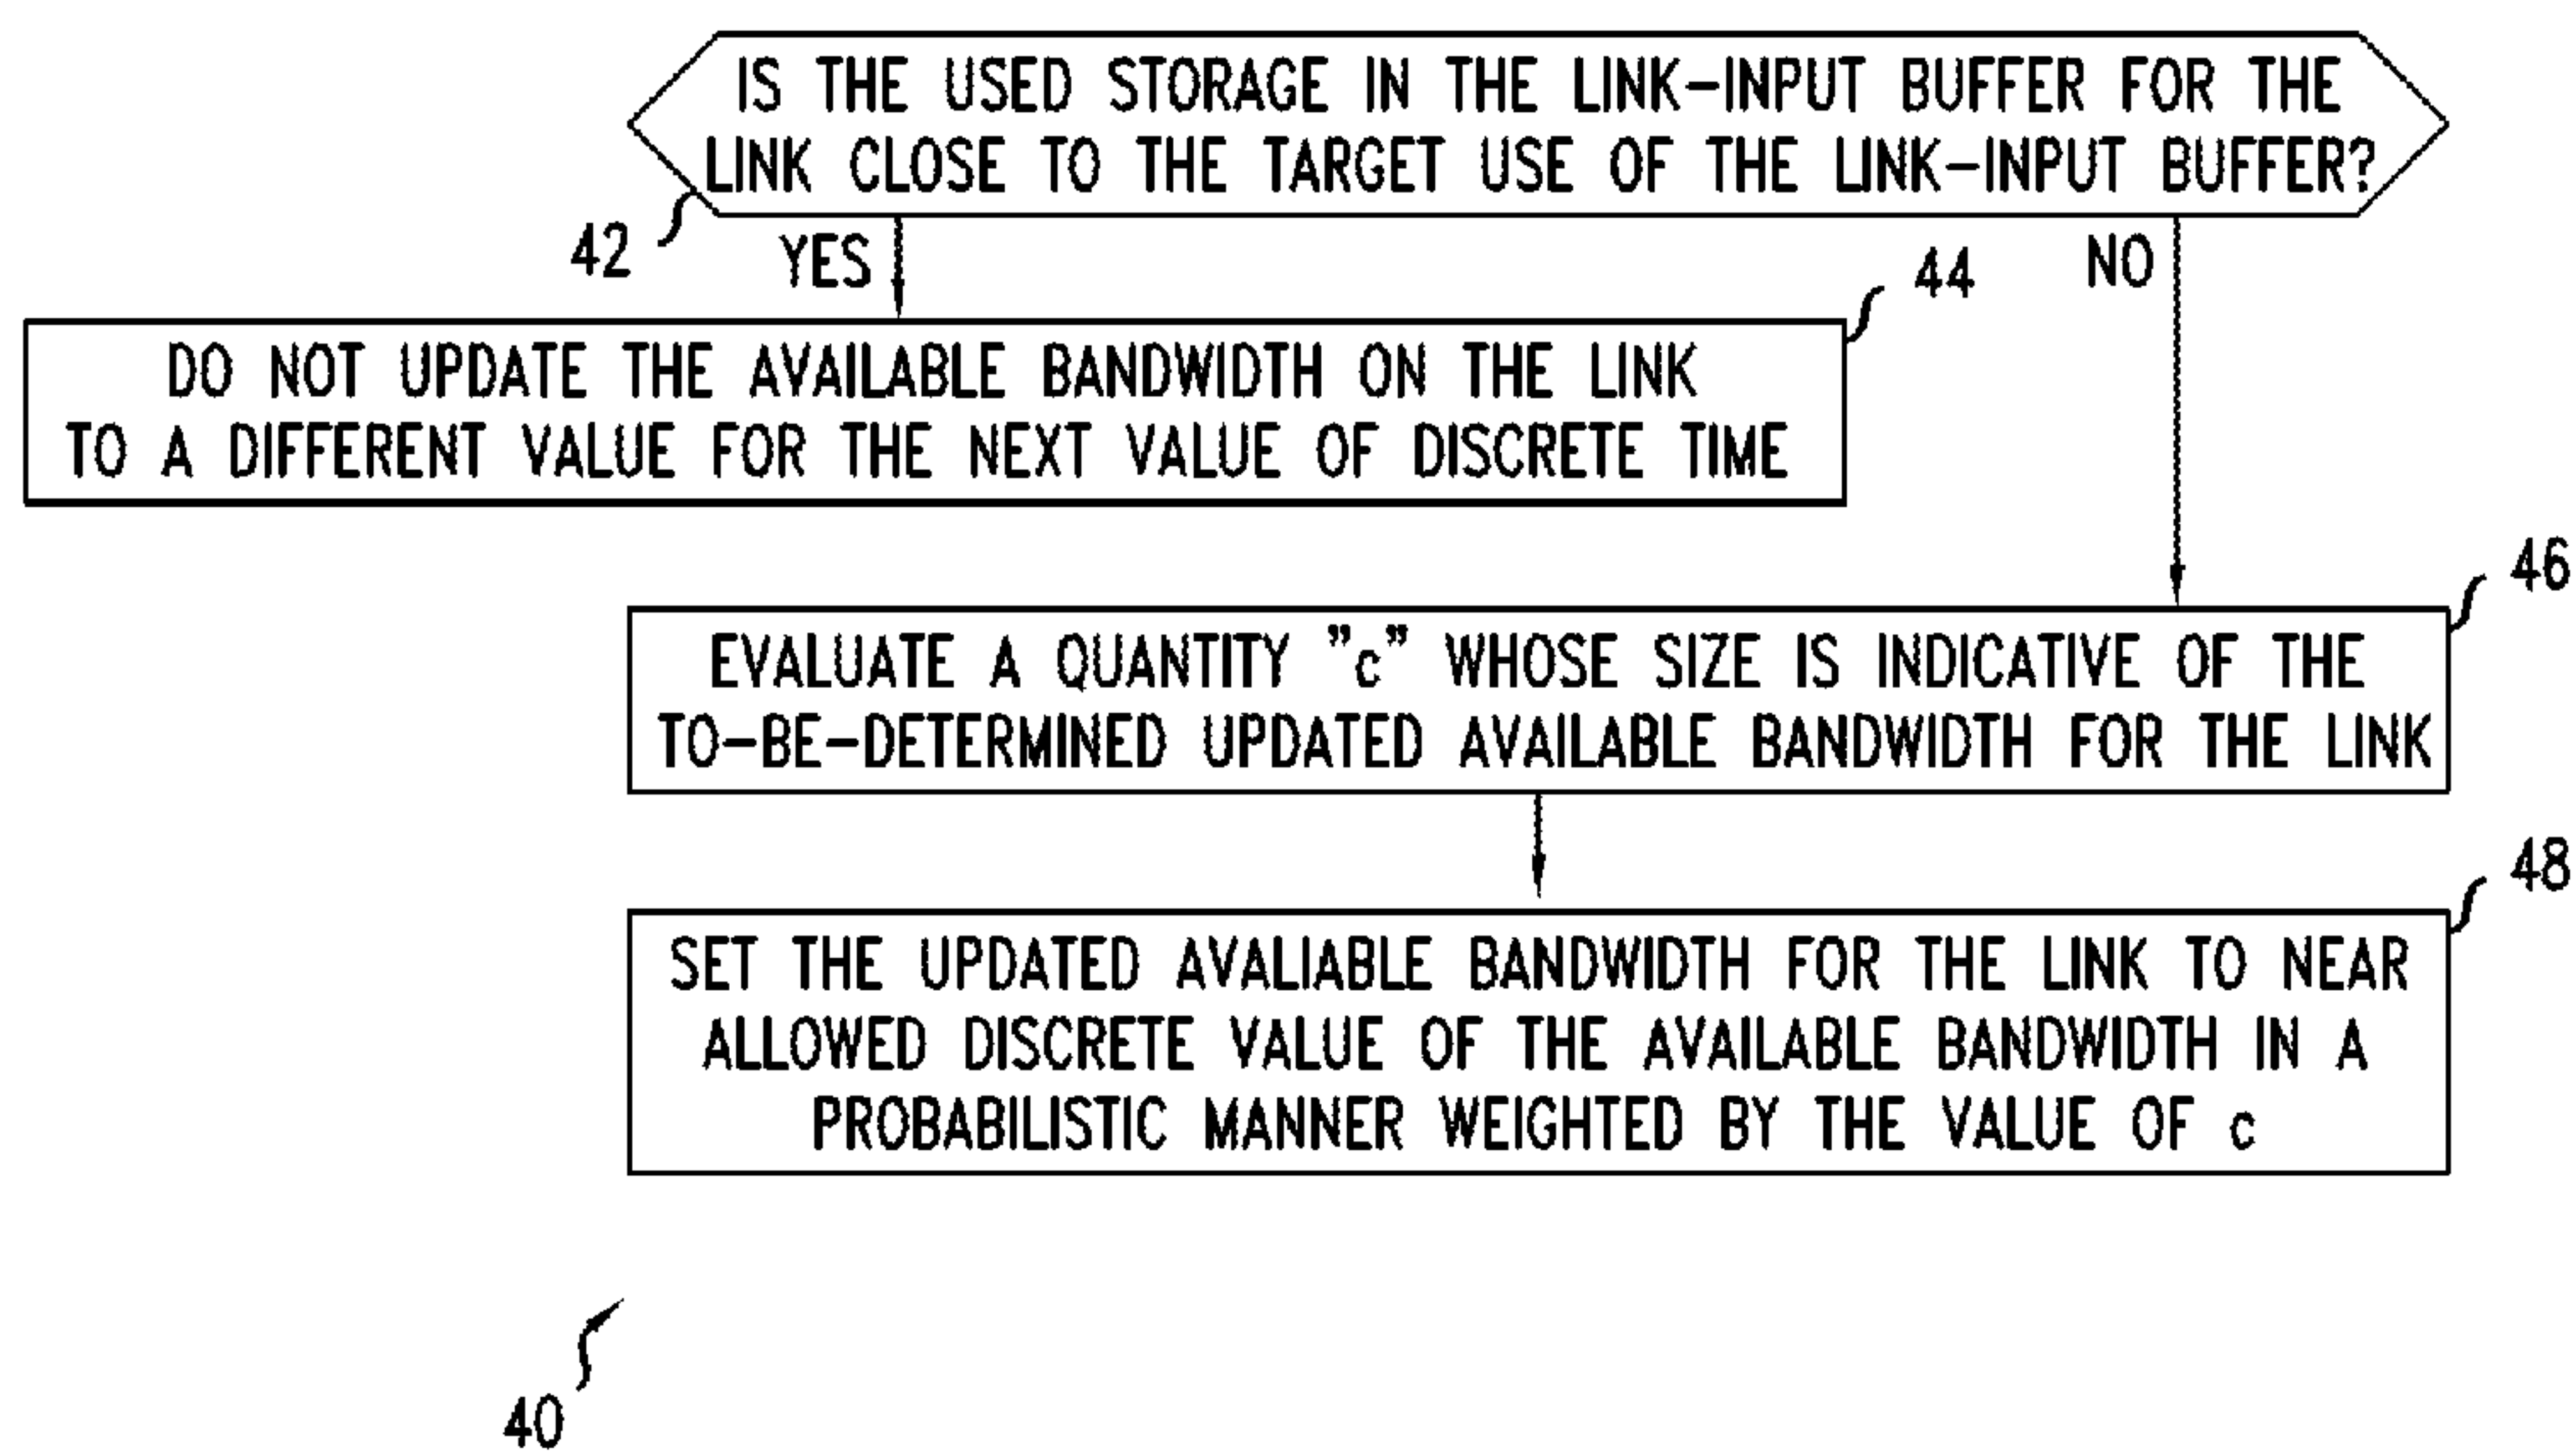 IS THE USED STORAGE IN THE LINK-INPUT BUFFER FOR THE
LINK CLOSE TO THE TARGET USE OF THE LINK-INPUT BUFFER?
42
YES
NO
44
DO NOT UPDATE THE AVAILABLE BANDWIDTH ON THE LINK
TO A DIFFERENT VALUE FOR THE NEXT VALUE OF DISCRETE TIME
46
EVALUATE A QUANTITY "c" WHOSE SIZE IS INDICATIVE OF THE
TO-BE-DETERMINED UPDATED AVAILABLE BANDWIDTH FOR THE LINK
48
SET THE UPDATED AVALIABLE BANDWIDTH FOR THE LINK TO NEAR
ALLOWED DISCRETE VALUE OF THE AVAILABLE BANDWIDTH IN A
PROBABILISTIC MANNER WEIGHTED BY THE VALUE OF c
40